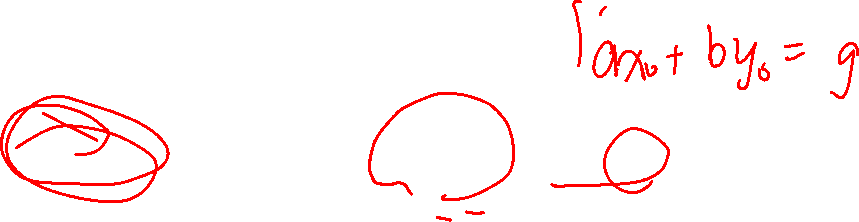 ax₀ + by₀ = g